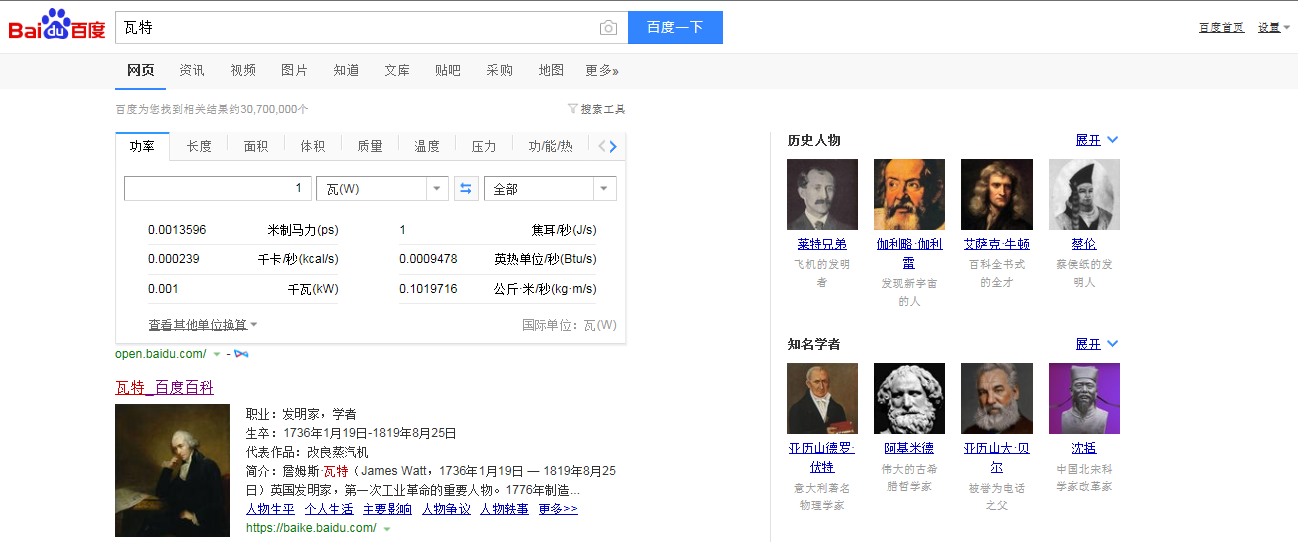 Bai du 百度
瓦特
百度一下
百度首页 设置
网页 资讯 视频 图片 知道 文库 贴吧 采购 地图 更多»
百度为您找到相关结果约30,700,000个
搜索工具
功率 长度 面积 体积 质量 温度 压力 功/能/热
1 瓦(W) 全部
0.0013596 米制马力(ps) 1 焦耳/秒(J/s)
0.000239 千卡/秒(kcal/s) 0.0009478 英热单位/秒(Btu/s)
0.001 千瓦(kW) 0.1019716 公斤·米/秒(kg·m/s)
查看其他单位换算 国际单位：瓦(W)
open.baidu.com/ -
瓦特_百度百科
职业：发明家，学者
生卒：1736年1月19日-1819年8月25日
代表作品：改良蒸汽机
简介：詹姆斯·瓦特（James Watt，1736年1月19日 — 1819年8月25
日）英国发明家，第一次工业革命的重要人物。1776年制造...
人物生平 个人生活 主要影响 人物争议 人物轶事 更多>>
https://baike.baidu.com/
历史人物 展开
莱特兄弟
飞机的发明
者
伽利略·伽利
雷
发现新宇宙
的人
艾萨克·牛顿
百科全书式
的全才
蔡伦
蔡侯纸的发
明人
知名学者 展开
亚历山德罗·
伏特
意大利著名
物理学家
阿基米德
伟大的古希
腊哲学家
亚历山大·贝
尔
被誉为电话
之父
沈括
中国北宋科
学家改革家